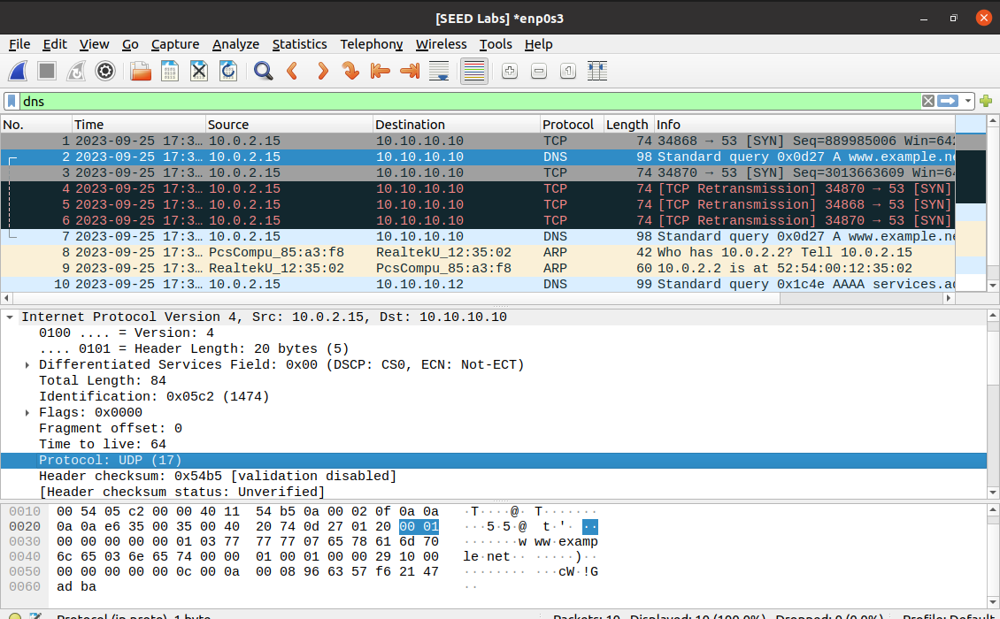 [SEED Labs] *enp0s3
File Edit View Go Capture Analyze Statistics Telephony Wireless Tools Help
dns
No. Time Source Destination Protocol Length Info
1 2023-09-25 17:3… 10.0.2.15 10.10.10.10 TCP 74 34868 → 53 [SYN] Seq=889985006 Win=642
2 2023-09-25 17:3… 10.0.2.15 10.10.10.10 DNS 98 Standard query 0x0d27 A www.example.ne
3 2023-09-25 17:3… 10.0.2.15 10.10.10.10 TCP 74 34870 → 53 [SYN] Seq=3013663609 Win=64
4 2023-09-25 17:3… 10.0.2.15 10.10.10.10 TCP 74 [TCP Retransmission] 34870 → 53 [SYN]
5 2023-09-25 17:3… 10.0.2.15 10.10.10.10 TCP 74 [TCP Retransmission] 34868 → 53 [SYN]
6 2023-09-25 17:3… 10.0.2.15 10.10.10.10 TCP 74 [TCP Retransmission] 34870 → 53 [SYN]
7 2023-09-25 17:3… 10.0.2.15 10.10.10.10 DNS 98 Standard query 0x0d27 A www.example.ne
8 2023-09-25 17:3… PcsCompu_85:a3:f8 RealtekU_12:35:02 ARP 42 Who has 10.0.2.2? Tell 10.0.2.15
9 2023-09-25 17:3… RealtekU_12:35:02 PcsCompu_85:a3:f8 ARP 60 10.0.2.2 is at 52:54:00:12:35:02
10 2023-09-25 17:3… 10.0.2.15 10.10.10.12 DNS 99 Standard query 0x1c4e AAAA services.ad
Internet Protocol Version 4, Src: 10.0.2.15, Dst: 10.10.10.10
0100 .... = Version: 4
.... 0101 = Header Length: 20 bytes (5)
Differentiated Services Field: 0x00 (DSCP: CS0, ECN: Not-ECT)
Total Length: 84
Identification: 0x05c2 (1474)
Flags: 0x0000
Fragment offset: 0
Time to live: 64
Protocol: UDP (17)
Header checksum: 0x54b5 [validation disabled]
[Header checksum status: Unverified]
0010 00 54 05 c2 00 00 40 11 54 b5 0a 00 02 0f 0a 0a ·T····@· T·······
0020 0a 0a e6 35 00 35 00 40 20 74 0d 27 01 20 00 01 ···5·5·@ t·'· ··
0030 00 00 00 00 00 01 03 77 77 77 07 65 78 61 6d 70 ·······w ww·examp
0040 6c 65 03 6e 65 74 00 00 01 00 01 00 00 29 10 00 le·net·· ·····)··
0050 00 00 00 00 00 0c 00 0a 00 08 96 63 57 f6 21 47 ········ ···cW·!G
0060 ad ba ··
Protocol (ip.proto), 1 byte Packets: 10 · Displayed: 10 (100.0%) · Dropped: 0 (0.0%) Profile: Default